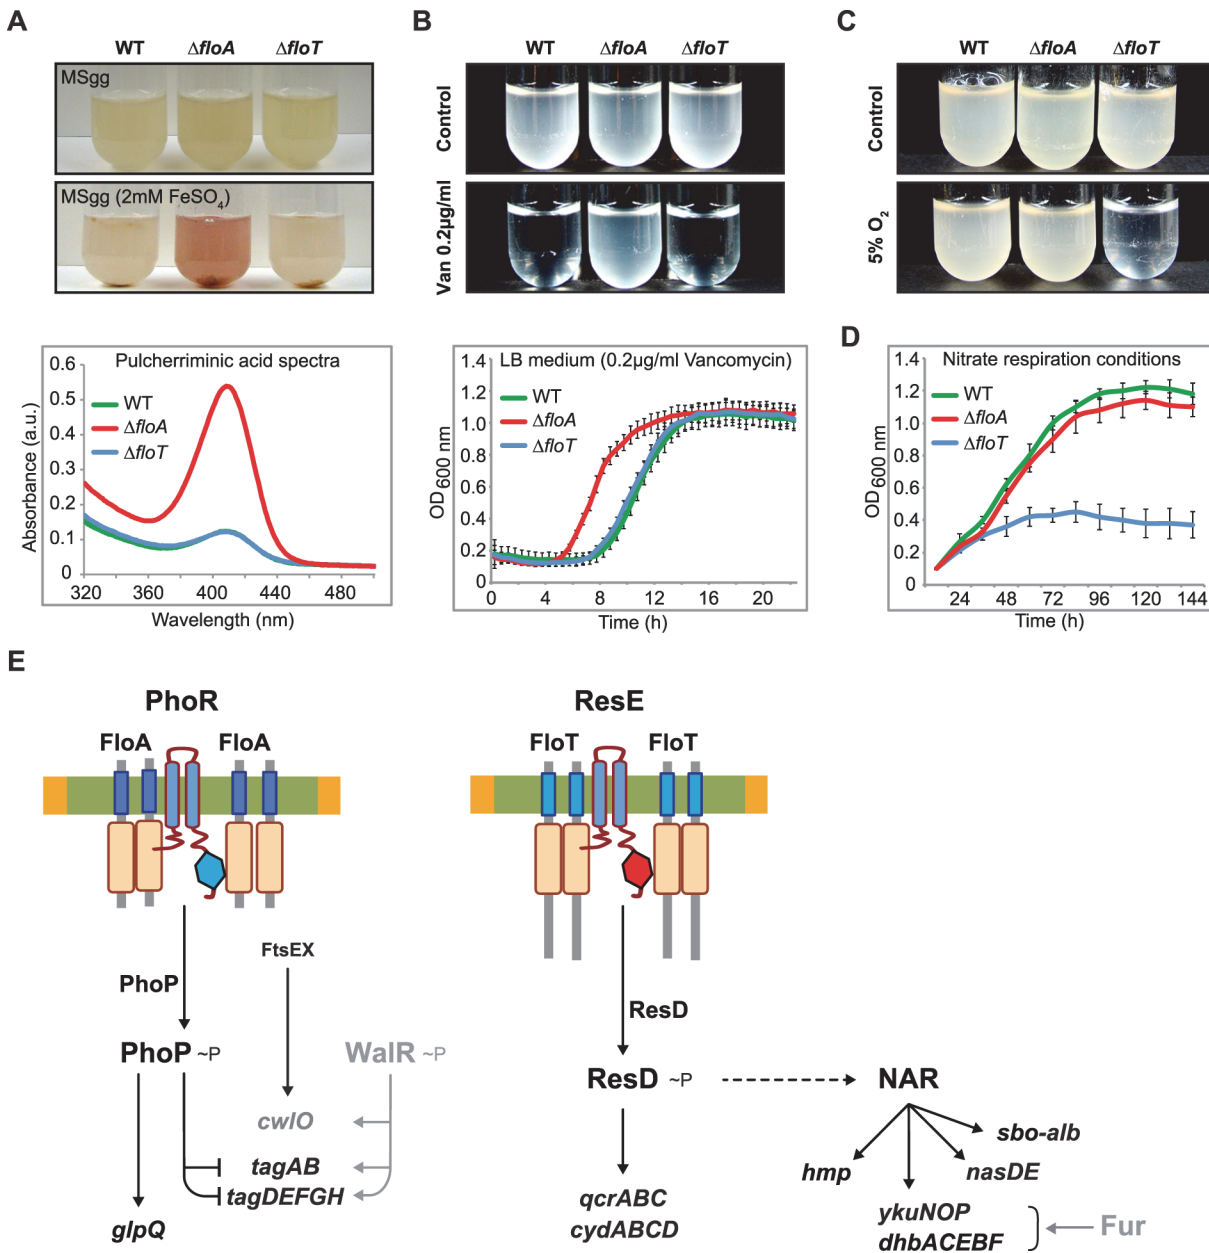 A
WT ΔfloA ΔfloT
MSgg
MSgg (2mM FeSO4)
Pulcherriminic acid spectra
0.6
0.5
0.4
0.3
0.2
0.1
0
WT
ΔfloA
ΔfloT
Absorbance (a.u.)
320 360 400 440 480
Wavelength (nm)
B
WT ΔfloA ΔfloT
Control
Van 0.2µg/ml
LB medium (0.2µg/ml Vancomycin)
1.4
1.2
1.0
0.8
0.6
0.4
0.2
0
WT
ΔfloA
ΔfloT
OD600 nm
0 4 8 12 16 20
Time (h)
C
WT ΔfloA ΔfloT
Control
5% O2
D
Nitrate respiration conditions
1.4
1.2
1.0
0.8
0.6
0.4
0.2
0
WT
ΔfloA
ΔfloT
OD600 nm
24 48 72 96 120 144
Time (h)
E
PhoR
FloA FloA
FtsEX
PhoP
PhoP ~P
WalR ~P
cwlO
tagAB
tagDEFGH
glpQ
ResE
FloT FloT
ResD
ResD ~P
NAR
sbo-alb
hmp
nasDE
qcrABC
cydABCD
ykuNOP
dhbACEBF
Fur